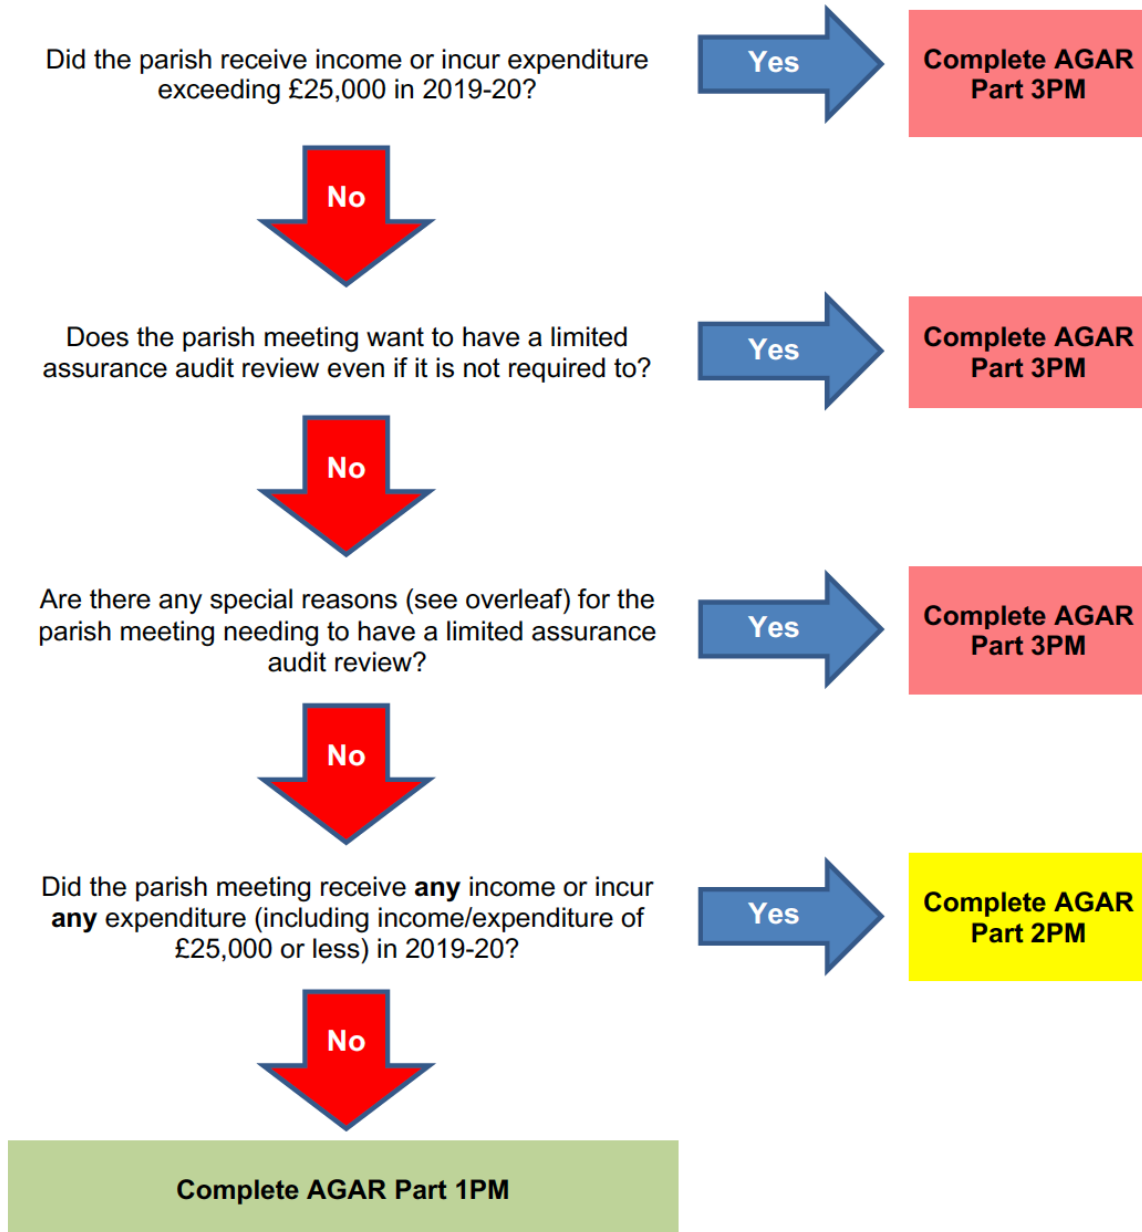 Did the parish receive income or incur expenditure
exceeding £25,000 in 2019-20?
Yes
Complete AGAR
Part 3PM
No
Does the parish meeting want to have a limited
assurance audit review even if it is not required to?
Yes
Complete AGAR
Part 3PM
No
Are there any special reasons (see overleaf) for the
parish meeting needing to have a limited assurance
audit review?
Yes
Complete AGAR
Part 3PM
No
Did the parish meeting receive any income or incur
any expenditure (including income/expenditure of
£25,000 or less) in 2019-20?
Yes
Complete AGAR
Part 2PM
No
Complete AGAR Part 1PM